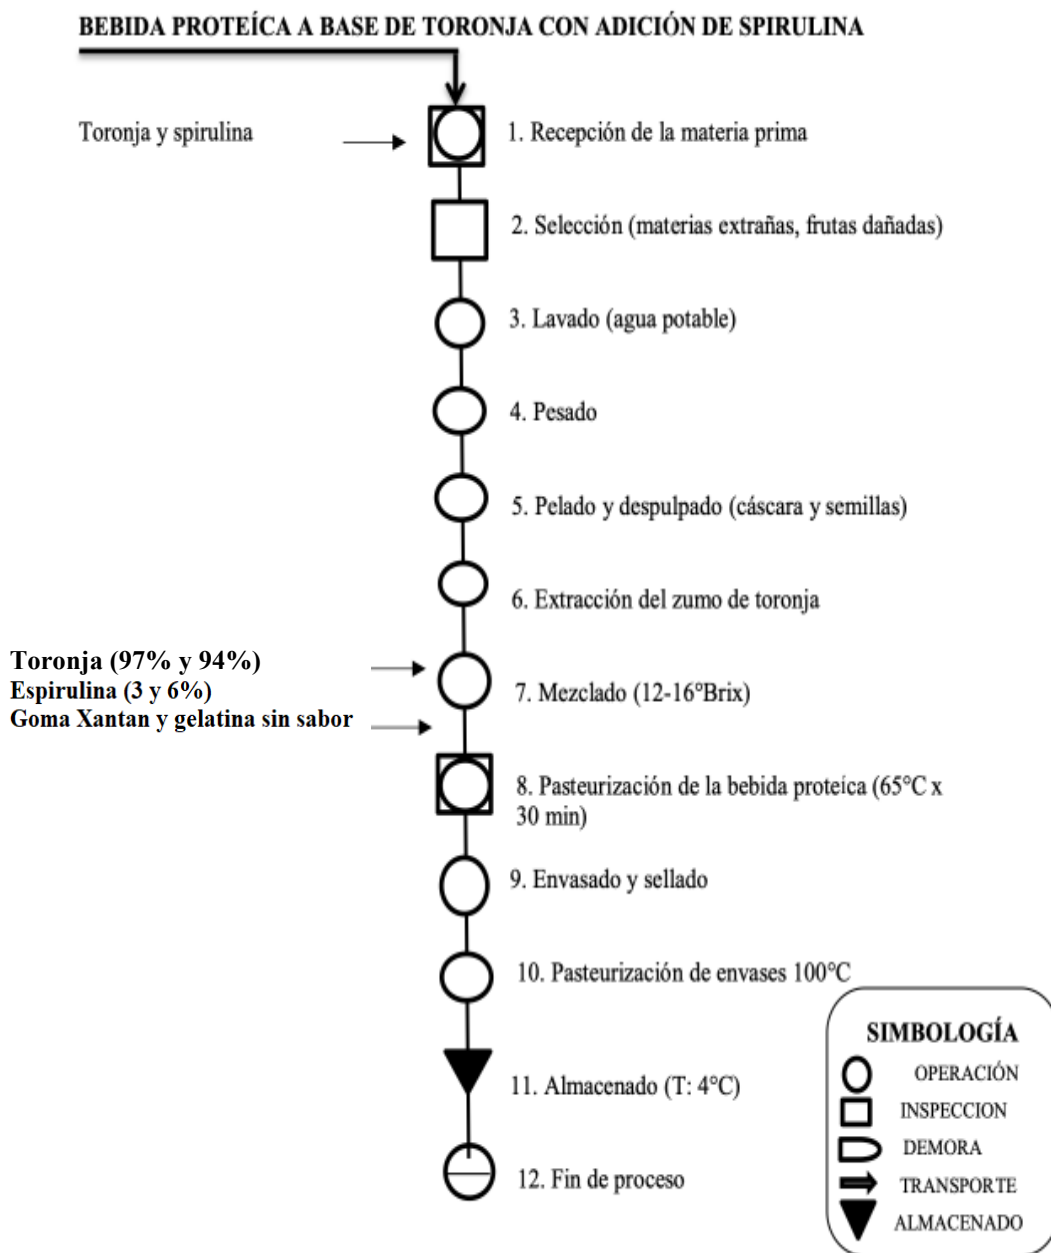 BEBIDA PROTEÍCA A BASE DE TORONJA CON ADICIÓN DE SPIRULINA
Toronja y spirulina
1. Recepción de la materia prima
2. Selección (materias extrañas, frutas dañadas)
3. Lavado (agua potable)
4. Pesado
5. Pelado y despulpado (cáscara y semillas)
6. Extracción del zumo de toronja
Toronja (97% y 94%)
Espirulina (3 y 6%)
Goma Xantan y gelatina sin sabor
7. Mezclado (12-16°Brix)
8. Pasteurización de la bebida proteíca (65°C x
30 min)
9. Envasado y sellado
10. Pasteurización de envases 100°C
11. Almacenado (T: 4°C)
12. Fin de proceso
SIMBOLOGÍA
OPERACIÓN
INSPECCION
DEMORA
TRANSPORTE
ALMACENADO